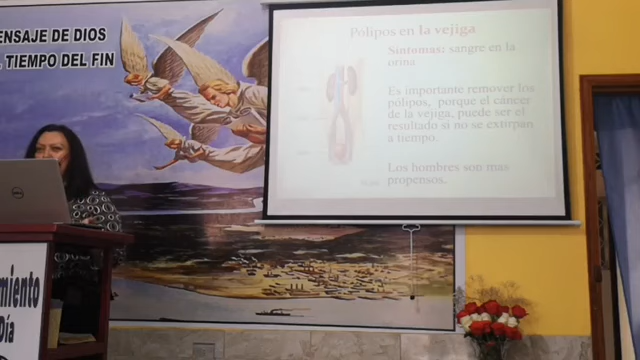 ENSAJE DE DIOS
TIEMPO DEL FIN
Pólipos en la vejiga
Síntomas: sangre en la
orina
Es importante remover los
pólipos, porque el cáncer
de la vejiga, puede ser el
resultado si no se extirpan
a tiempo.
Los hombres son mas
propensos.
DELL
miento
Día